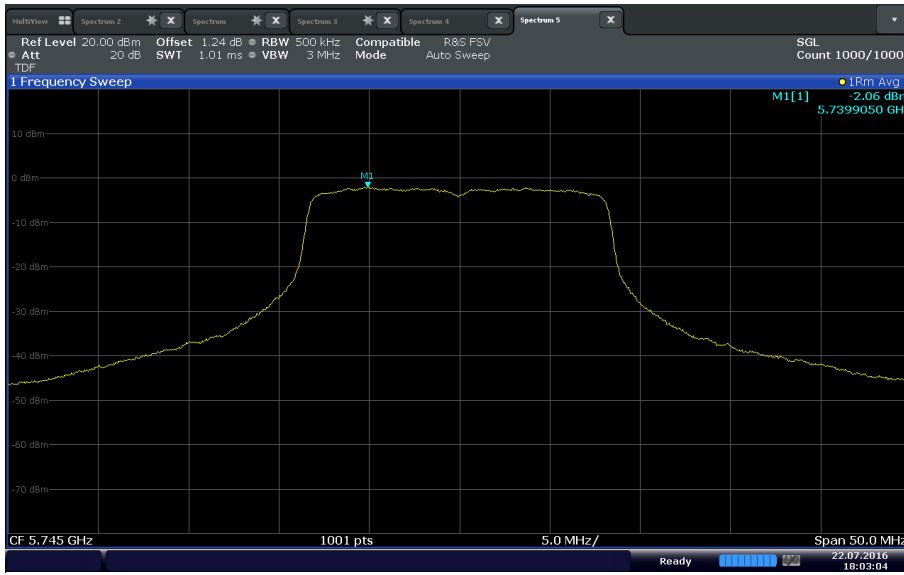 MultiView Spectrum 2 X Spectrum X Spectrum 3 X Spectrum 4 X Spectrum 5 X
Ref Level 20.00 dBm Offset 1.24 dB RBW 500 kHz Compatible R&S FSV SGL
Att 20 dB SWT 1.01 ms VBW 3 MHz Mode Auto Sweep Count 1000/1000
TDF
1 Frequency Sweep 1Rm Avg
M1[1] -2.06 dBm
5.7399050 GH
10 dBm
0 dBm
M1
-10 dBm
-20 dBm
-30 dBm
-40 dBm
-50 dBm
-60 dBm
-70 dBm
CF 5.745 GHz 1001 pts 5.0 MHz/ Span 50.0 MHz
Ready 22.07.2016
18:03:04